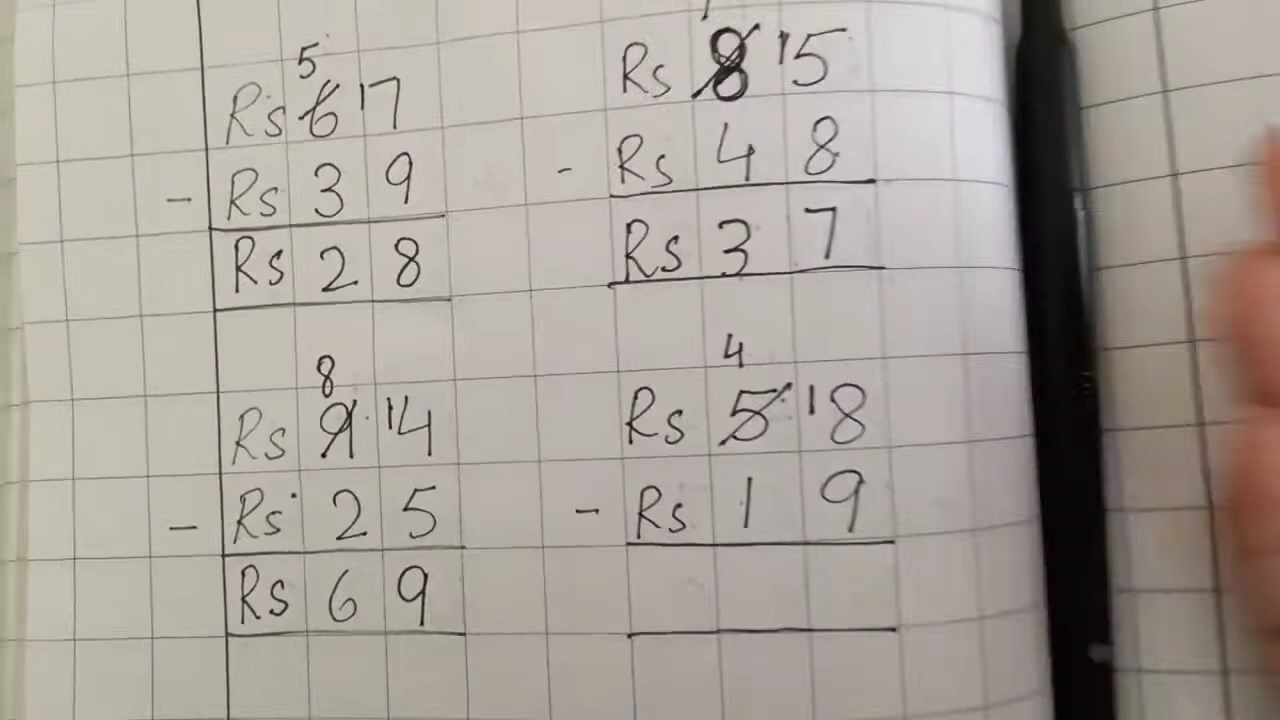 5
Rs 6 17
- Rs 3 9
Rs 2 8
Rs 8 15
- Rs 4 8
Rs 3 7
8
Rs 9 14
- Rs 2 5
Rs 6 9
4
Rs 5 18
- Rs 1 9